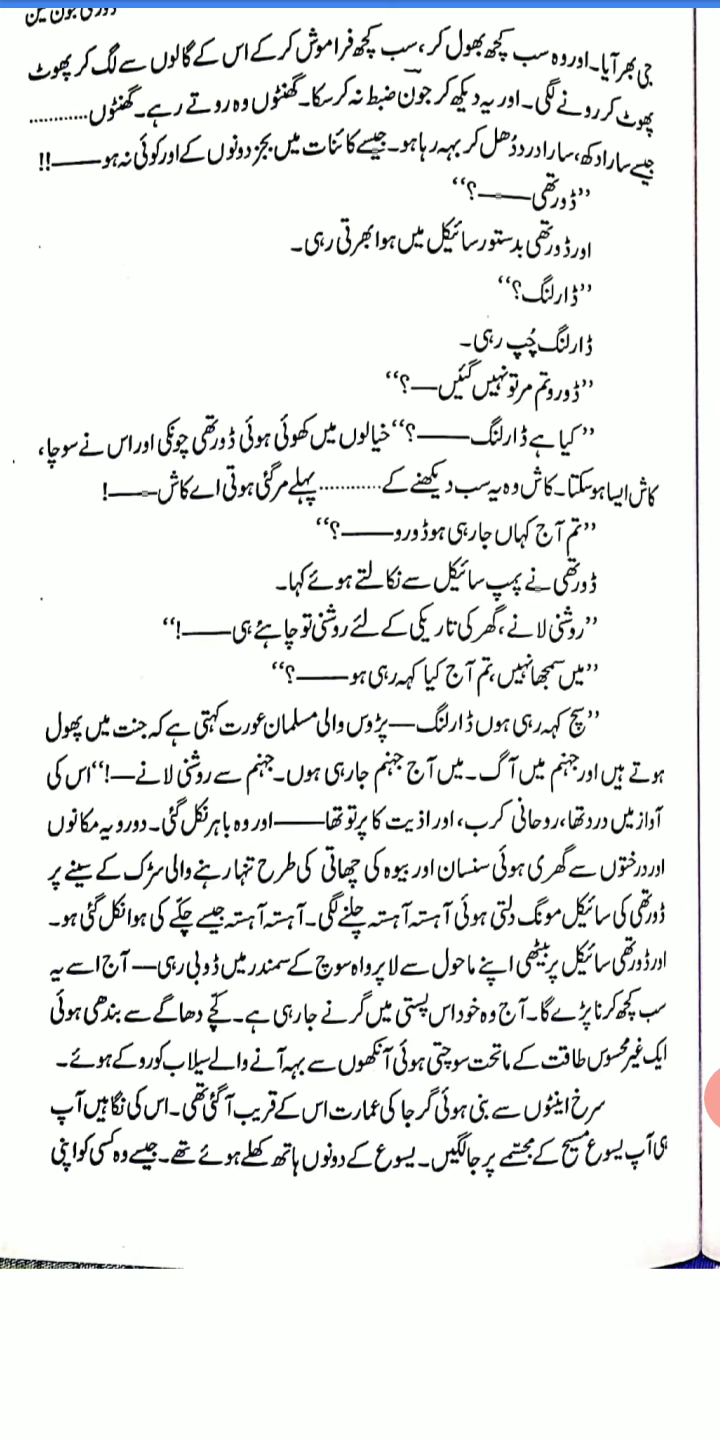 ڈورتھی جون سین
جی بھر آیا۔ اور وہ سب کچھ بھول کر، سب کچھ فراموش کر کے اس کے گالوں سے لگ کر پھوٹ
پھوٹ کر رونے لگی۔ اور یہ دیکھ کر جون ضبط نہ کر سکا۔ گھنٹوں وہ روتے رہے۔ گھنٹوں ............
جیسے سارا دکھ، سارا درد دُھل کر بہہ رہا ہو۔ جیسے کائنات میں بجز دونوں کے اور کوئی نہ ہو ——!!
”ڈورتھی ——؟“
اور ڈورتھی بدستور سائیکل میں ہوا بھرتی رہی۔
”ڈارلنگ؟“
ڈارلنگ چُپ رہی۔
”ڈورو تم مر تو نہیں گئیں —؟“
”کیا ہے ڈارلنگ ——؟“ خیالوں میں کھوئی ہوئی ڈورتھی چونکی اور اس نے سوچا،
کاش ایسا ہو سکتا۔ کاش وہ یہ سب دیکھنے کے ............ پہلے مر گئی ہوتی اے کاش ——!
”تم آج کہاں جا رہی ہو ڈورو ——؟“
ڈورتھی نے پمپ سائیکل سے نکالتے ہوئے کہا۔
”روشنی لانے، گھر کی تاریکی کے لئے روشنی تو چاہئے ہی ——!“
”میں سمجھا نہیں، تم آج کیا کہہ رہی ہو ——؟“
”سچ کہہ رہی ہوں ڈارلنگ — پڑوس والی مسلمان عورت کہتی ہے کہ جنت میں پھول
ہوتے ہیں اور جہنم میں آگ۔ میں آج جہنم جا رہی ہوں۔ جہنم سے روشنی لانے —!“ اس کی
آواز میں درد تھا، روحانی کرب، اور اذیت کا پرتو تھا —— اور وہ باہر نکل گئی۔ دورویہ مکانوں
اور درختوں سے گھری ہوئی سنسان اور بیوہ کی چھاتی کی طرح تنہا رہنے والی سڑک کے سینے پر
ڈورتھی کی سائیکل مونگ دلتی ہوئی آہستہ آہستہ چلنے لگی۔ آہستہ آہستہ جیسے چکّے کی ہوا نکل گئی ہو۔
اور ڈورتھی سائیکل پر بیٹھی اپنے ماحول سے لا پرواہ سوچ کے سمندر میں ڈوبی رہی — آج اسے یہ
سب کچھ کرنا پڑے گا۔ آج وہ خود اس پستی میں گرنے جا رہی ہے۔ کچّے دھاگے سے بندھی ہوئی
ایک غیر محسوس طاقت کے ماتحت سوچتی ہوئی آنکھوں سے بہہ آنے والے سیلاب کو روکے ہوئے۔
سرخ اینٹوں سے بنی ہوئی گرجا کی عمارت اس کے قریب آ گئی تھی۔ اس کی نگاہیں آپ
ہی آپ یسوع مسیح کے مجسّمے پر جا لگیں۔ یسوع کے دونوں ہاتھ کھلے ہوئے تھے۔ جیسے وہ کسی کو اپنی